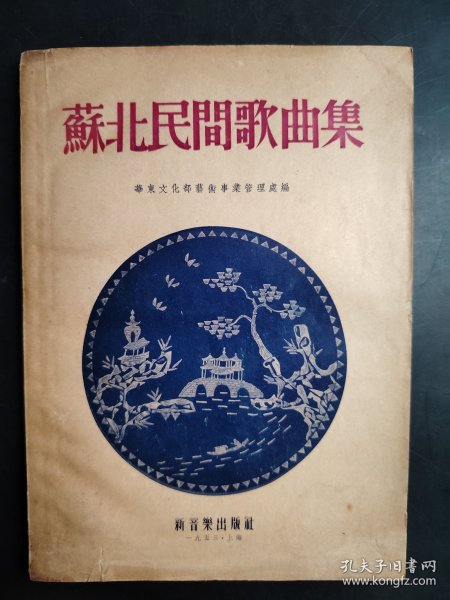 蘇北民間歌曲集
華東文化部藝術事業管理處編
新音樂出版社
一九五三·上海
孔夫子旧书网
www.kongfz.com